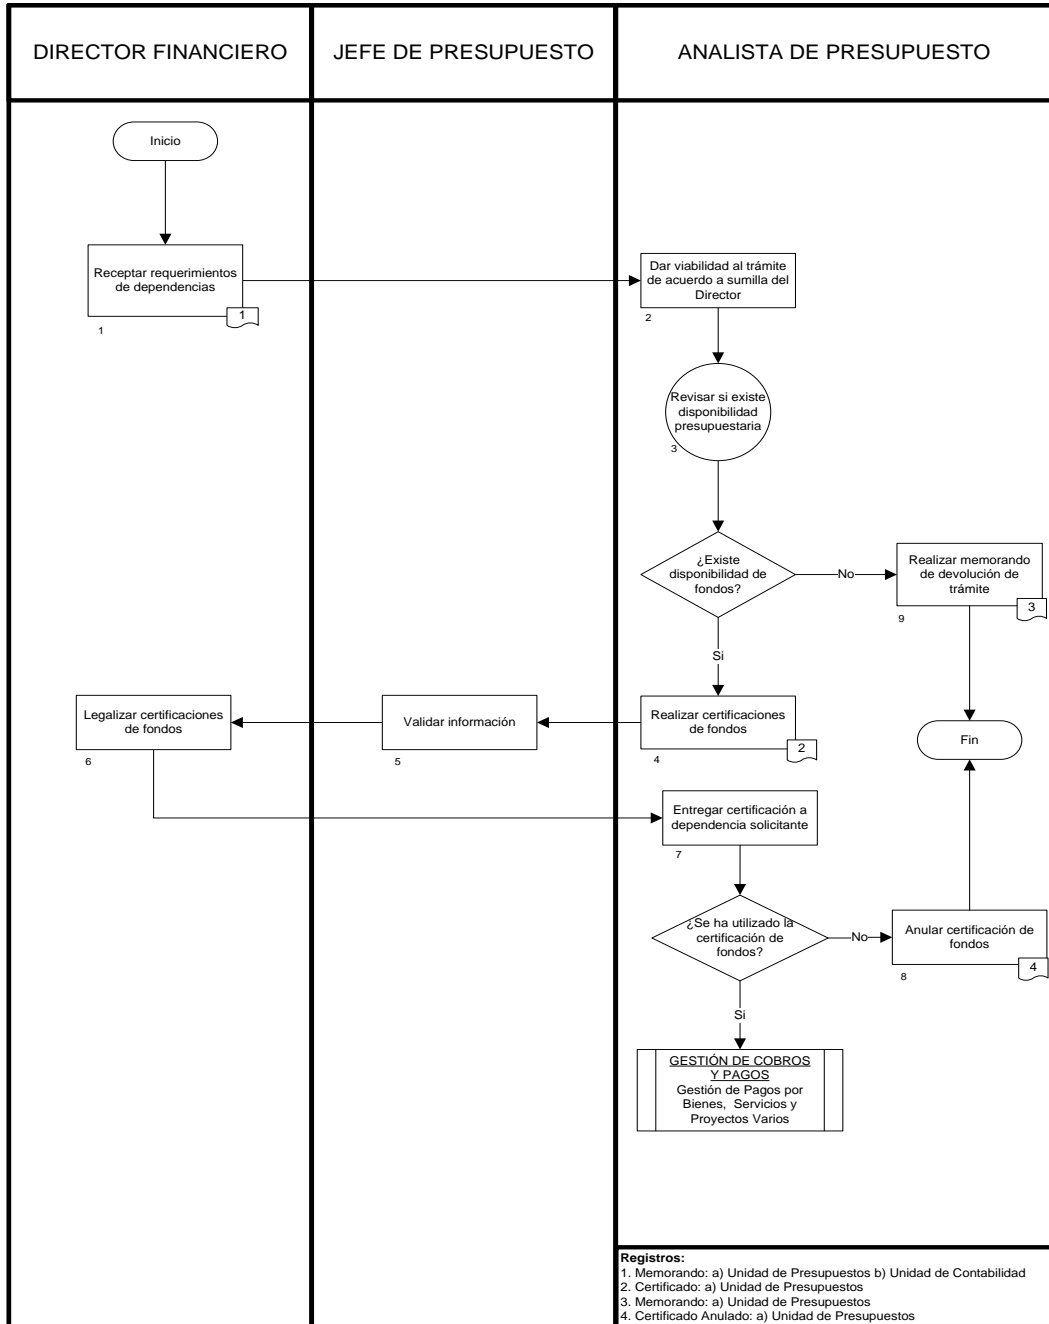 DIRECTOR FINANCIERO
JEFE DE PRESUPUESTO
ANALISTA DE PRESUPUESTO
Inicio
Receptar requerimientos
de dependencias
1
1
Dar viabilidad al trámite
de acuerdo a sumilla del
Director
2
Revisar si existe
disponibilidad
presupuestaria
3
¿Existe
disponibilidad de
fondos?
No
Realizar memorando
de devolución de
trámite
3
9
Si
Legalizar certificaciones
de fondos
6
Validar información
5
Realizar certificaciones
de fondos
2
4
Fin
Entregar certificación a
dependencia solicitante
7
¿Se ha utilizado la
certificación de
fondos?
No
Anular certificación de
fondos
4
8
Si
GESTIÓN DE COBROS
Y PAGOS
Gestión de Pagos por
Bienes, Servicios y
Proyectos Varios
Registros:
1. Memorando: a) Unidad de Presupuestos b) Unidad de Contabilidad
2. Certificado: a) Unidad de Presupuestos
3. Memorando: a) Unidad de Presupuestos
4. Certificado Anulado: a) Unidad de Presupuestos